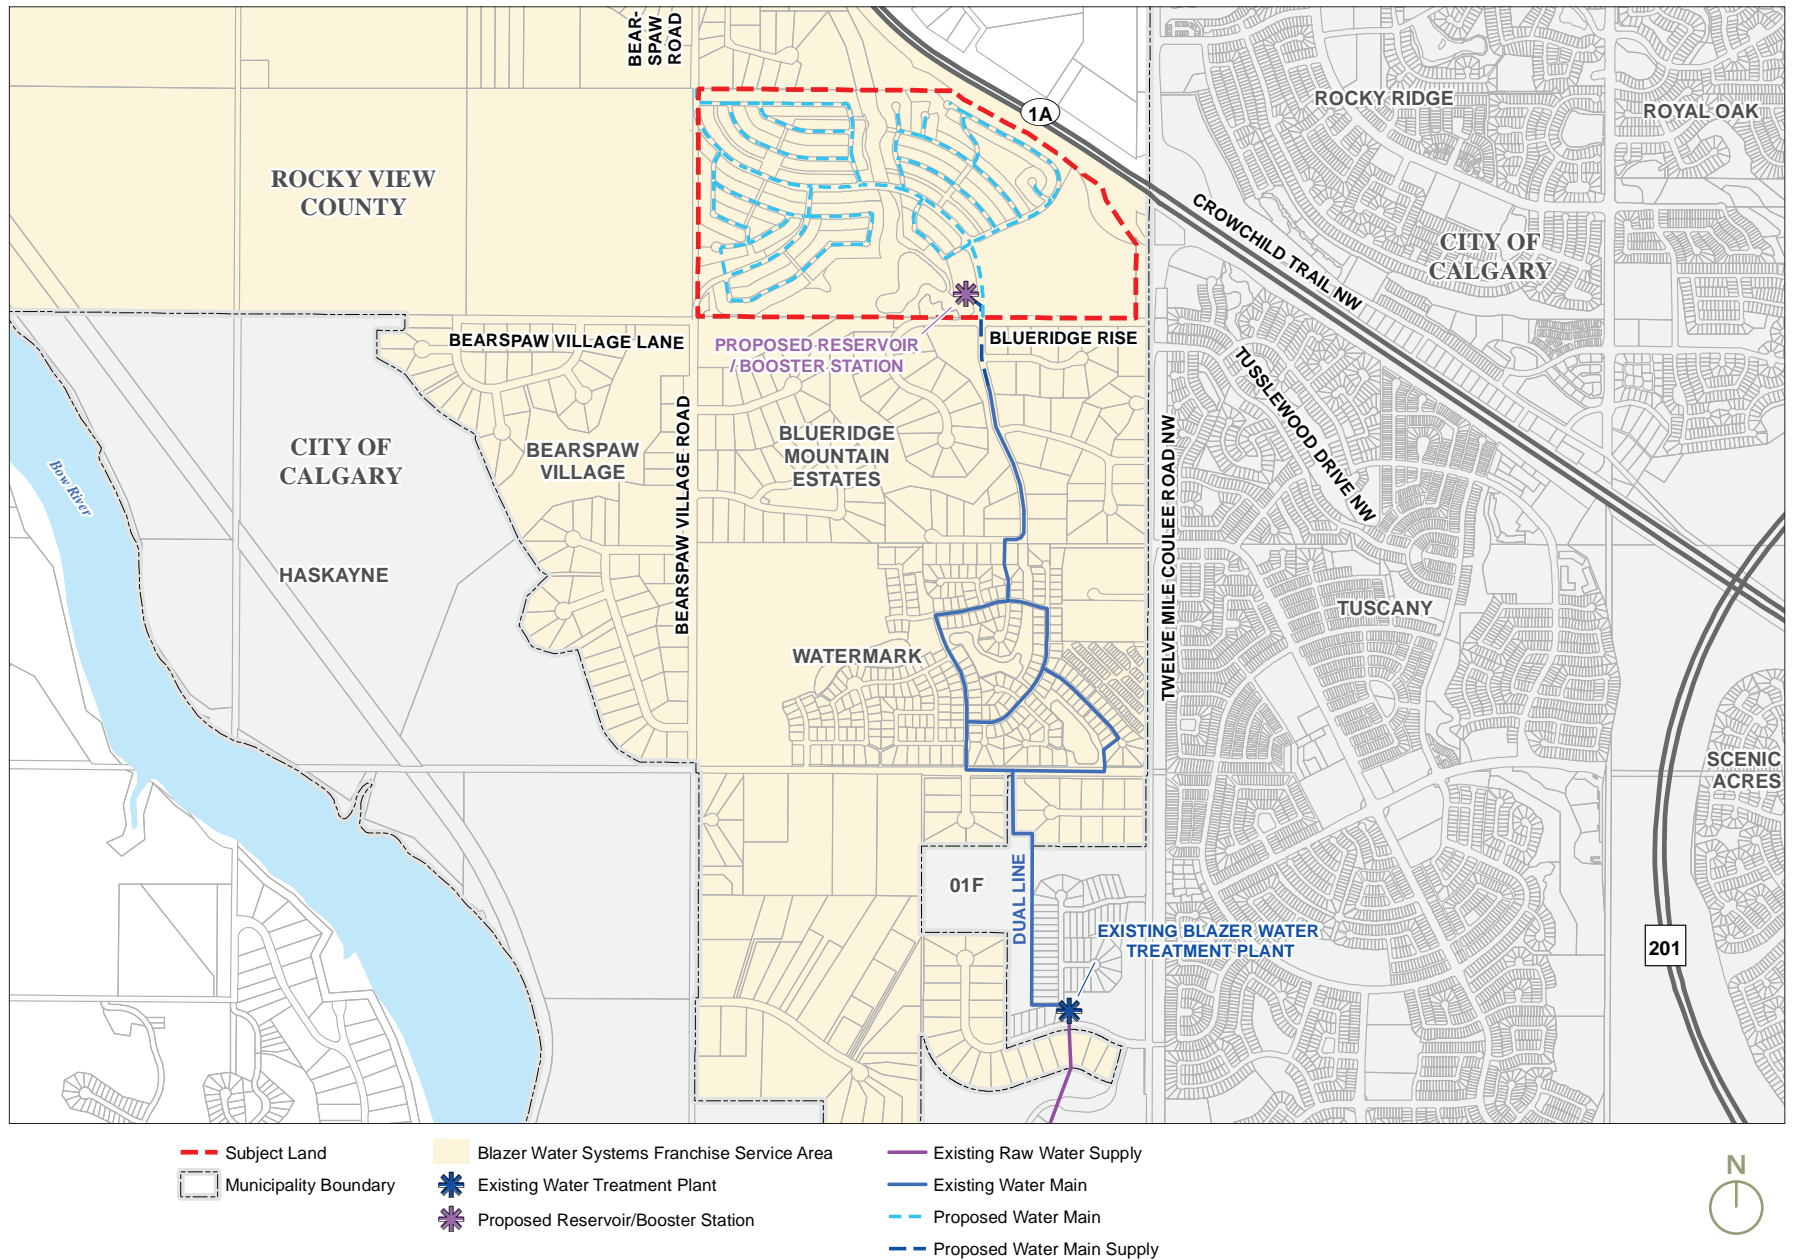 BEAR-
SPAW
ROAD
1A
ROCKY RIDGE
ROYAL OAK
ROCKY VIEW
COUNTY
CROWCHILD TRAIL NW
CITY OF
CALGARY
BEARSPAW VILLAGE LANE
PROPOSED RESERVOIR
/ BOOSTER STATION
BLUERIDGE RISE
TUSSLEWOOD DRIVE NW
BEARSPAW VILLAGE ROAD
CITY OF
CALGARY
BEARSPAW
VILLAGE
BLUERIDGE
MOUNTAIN
ESTATES
Bow River
TWELVE MILE COULEE ROAD NW
HASKAYNE
TUSCANY
WATERMARK
SCENIC
ACRES
01F
DUAL LINE
EXISTING BLAZER WATER
TREATMENT PLANT
201
Subject Land
Municipality Boundary
Blazer Water Systems Franchise Service Area
Existing Water Treatment Plant
Proposed Reservoir/Booster Station
Existing Raw Water Supply
Existing Water Main
Proposed Water Main
Proposed Water Main Supply
N